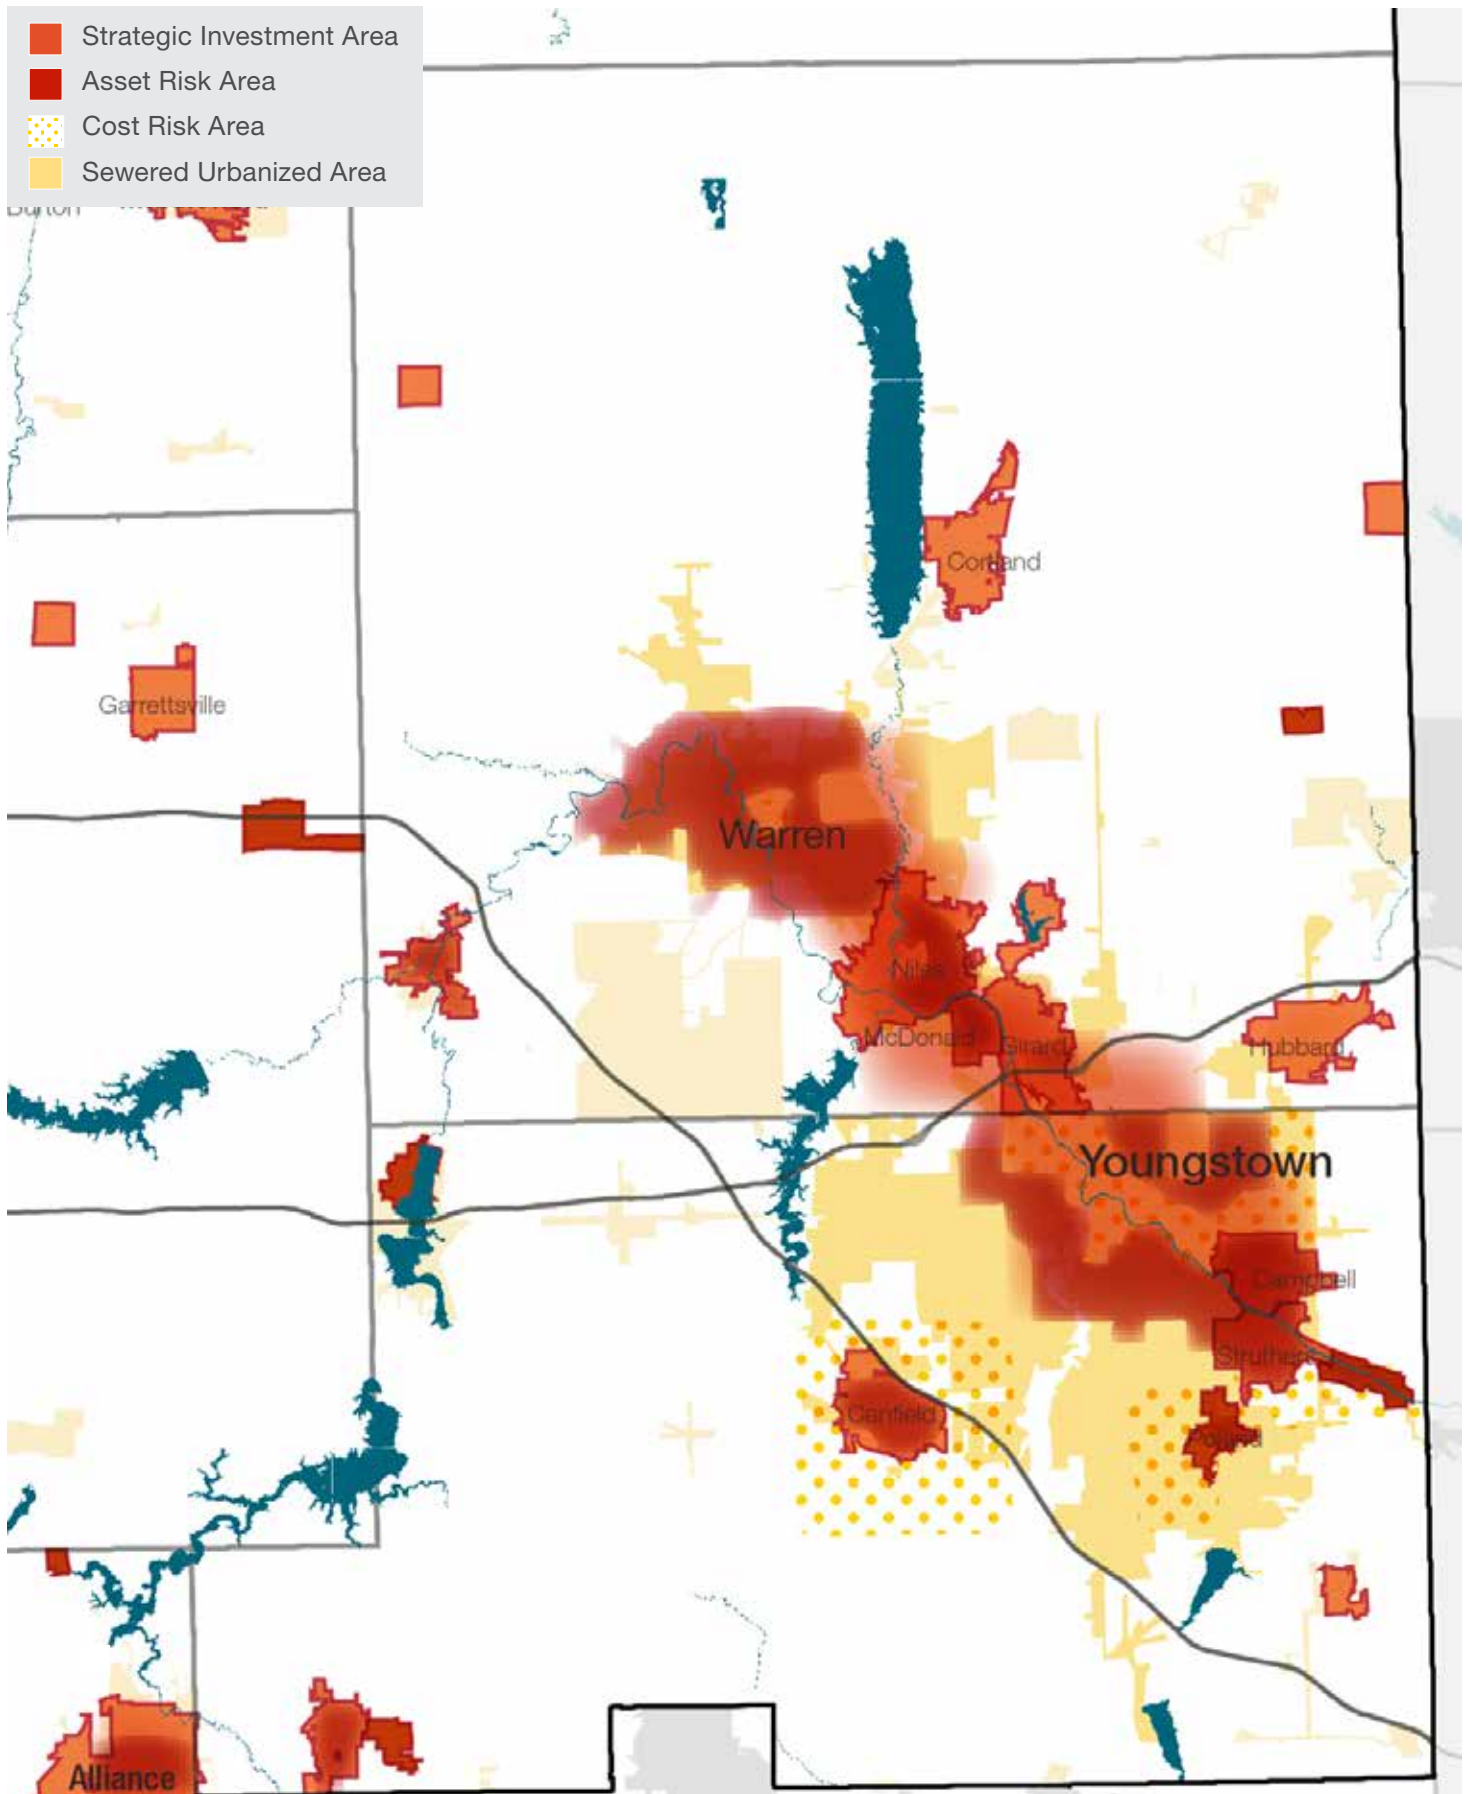 Strategic Investment Area
Asset Risk Area
Cost Risk Area
Sewered Urbanized Area
Burton
Cortland
Garrettsville
Warren
Niles
McDonald
Girard
Hubbard
Youngstown
Campbell
Struthers
Canfield
Poland
Alliance